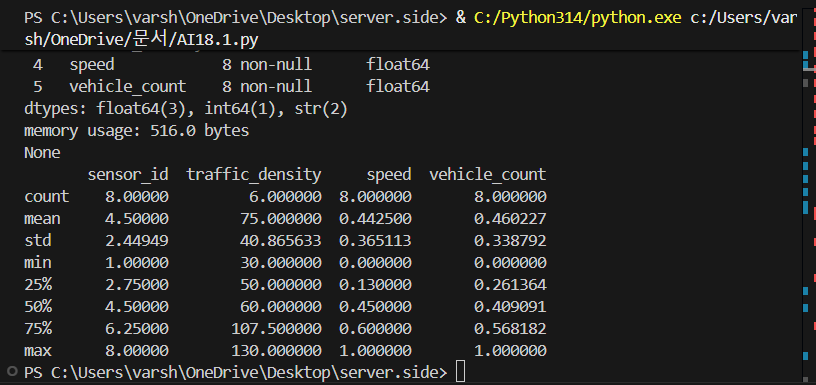 PS C:\Users\varsh\OneDrive\Desktop\server.side> & C:/Python314/python.exe c:/Users/var
sh/OneDrive/문서/AI18.1.py
4   speed            8 non-null      float64
5   vehicle_count    8 non-null      float64
dtypes: float64(3), int64(1), str(2)
memory usage: 516.0 bytes
None
       sensor_id  traffic_density     speed  vehicle_count
count    8.00000         6.000000  8.000000       8.000000
mean     4.50000        75.000000  0.442500       0.460227
std      2.44949        40.865633  0.365113       0.338792
min      1.00000        30.000000  0.000000       0.000000
25%      2.75000        50.000000  0.130000       0.261364
50%      4.50000        60.000000  0.450000       0.409091
75%      6.25000       107.500000  0.600000       0.568182
max      8.00000       130.000000  1.000000       1.000000
PS C:\Users\varsh\OneDrive\Desktop\server.side>